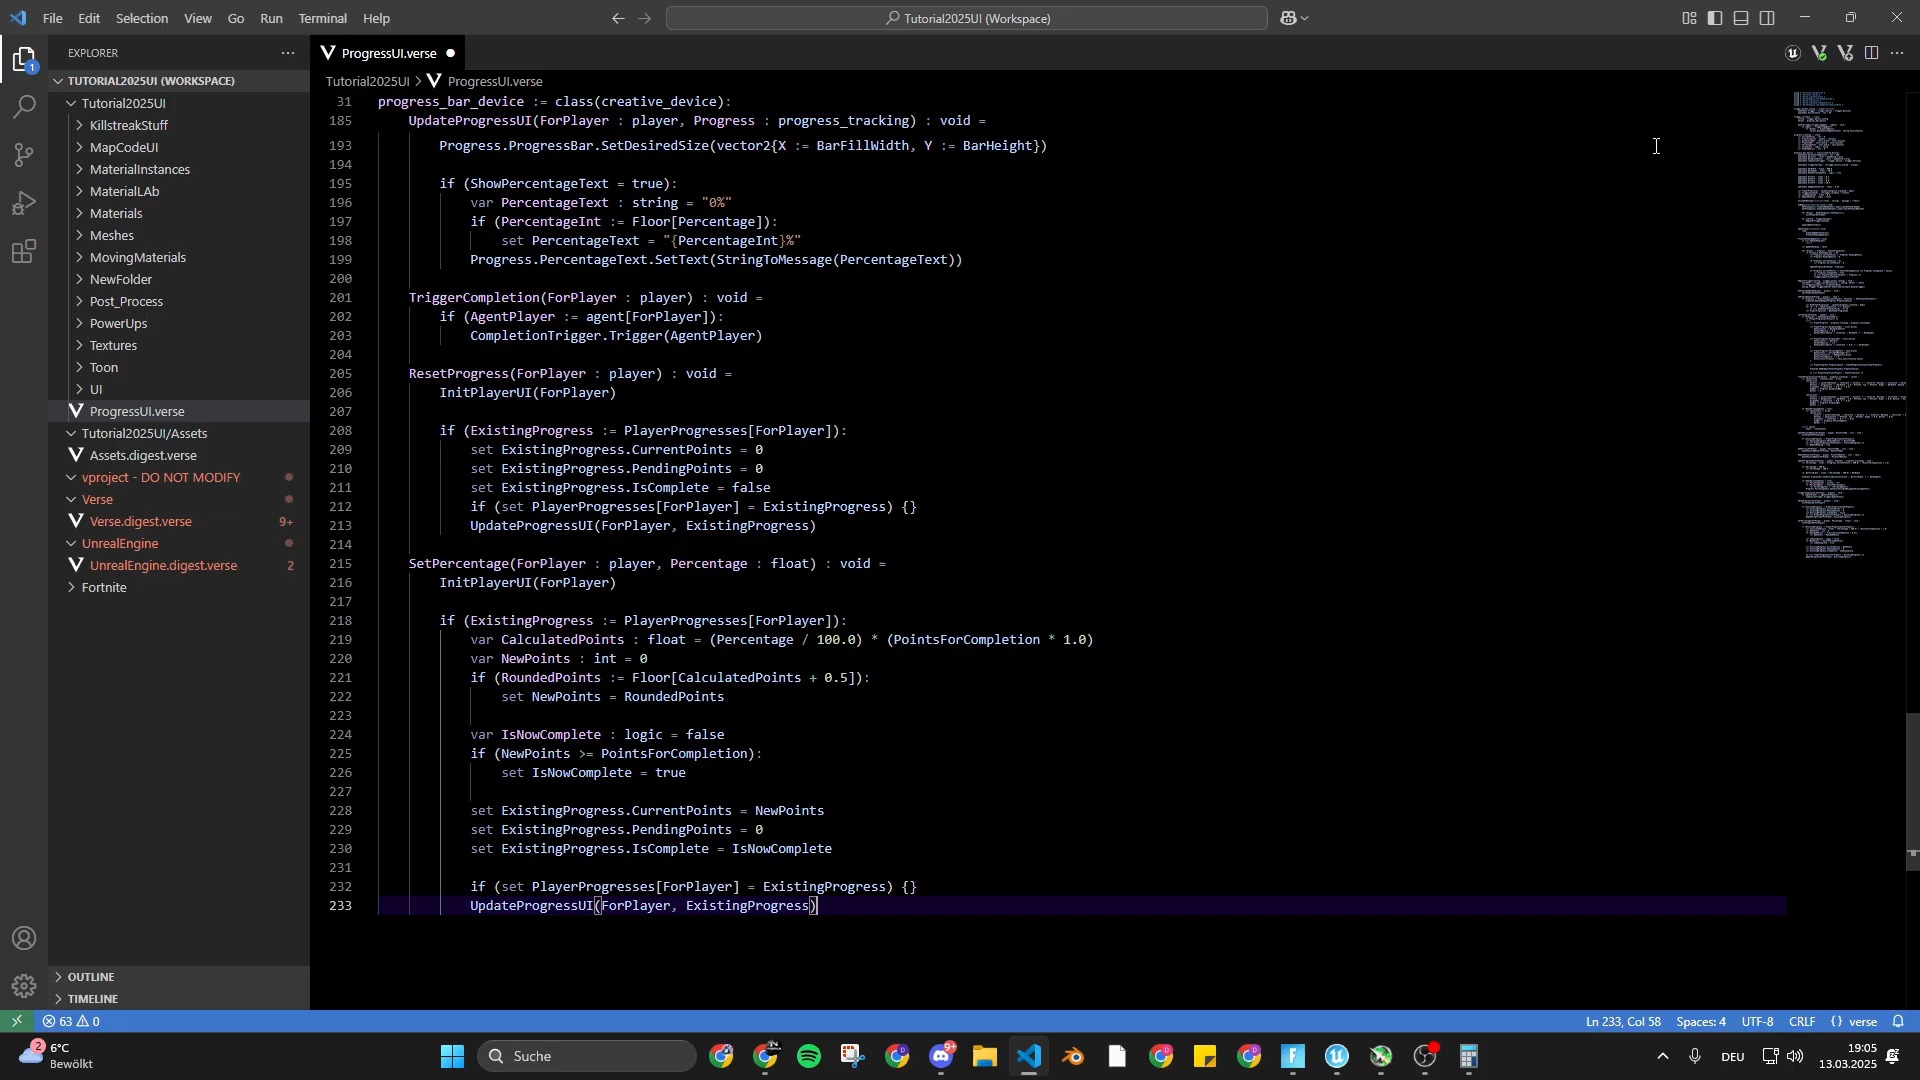 File Edit Selection View Go Run Terminal Help
Tutorial2025UI (Workspace)
EXPLORER
ProgressUI.verse
TUTORIAL2025UI (WORKSPACE)
Tutorial2025UI > ProgressUI.verse
Tutorial2025UI
KillstreakStuff
MapCodeUI
MaterialInstances
MaterialLAb
Materials
Meshes
MovingMaterials
NewFolder
Post_Process
PowerUps
Textures
Toon
UI
ProgressUI.verse
Tutorial2025UI/Assets
Assets.digest.verse
vproject - DO NOT MODIFY
Verse
Verse.digest.verse 9+
UnrealEngine
UnrealEngine.digest.verse 2
Fortnite
OUTLINE
TIMELINE
31 progress_bar_device := class(creative_device):
185 UpdateProgressUI(ForPlayer : player, Progress : progress_tracking) : void =
193 Progress.ProgressBar.SetDesiredSize(vector2{X := BarFillWidth, Y := BarHeight})
194
195 if (ShowPercentageText = true):
196 var PercentageText : string = "0%"
197 if (PercentageInt := Floor[Percentage]):
198 set PercentageText = "{PercentageInt}%"
199 Progress.PercentageText.SetText(StringToMessage(PercentageText))
200
201 TriggerCompletion(ForPlayer : player) : void =
202 if (AgentPlayer := agent[ForPlayer]):
203 CompletionTrigger.Trigger(AgentPlayer)
204
205 ResetProgress(ForPlayer : player) : void =
206 InitPlayerUI(ForPlayer)
207
208 if (ExistingProgress := PlayerProgresses[ForPlayer]):
209 set ExistingProgress.CurrentPoints = 0
210 set ExistingProgress.PendingPoints = 0
211 set ExistingProgress.IsComplete = false
212 if (set PlayerProgresses[ForPlayer] = ExistingProgress) {}
213 UpdateProgressUI(ForPlayer, ExistingProgress)
214
215 SetPercentage(ForPlayer : player, Percentage : float) : void =
216 InitPlayerUI(ForPlayer)
217
218 if (ExistingProgress := PlayerProgresses[ForPlayer]):
219 var CalculatedPoints : float = (Percentage / 100.0) * (PointsForCompletion * 1.0)
220 var NewPoints : int = 0
221 if (RoundedPoints := Floor[CalculatedPoints + 0.5]):
222 set NewPoints = RoundedPoints
223
224 var IsNowComplete : logic = false
225 if (NewPoints >= PointsForCompletion):
226 set IsNowComplete = true
227
228 set ExistingProgress.CurrentPoints = NewPoints
229 set ExistingProgress.PendingPoints = 0
230 set ExistingProgress.IsComplete = IsNowComplete
231
232 if (set PlayerProgresses[ForPlayer] = ExistingProgress) {}
233 UpdateProgressUI(ForPlayer, ExistingProgress)
63 0 Ln 233, Col 58 Spaces: 4 UTF-8 CRLF {} verse
6°C
Bewölkt
Suche
DEU
19:05
13.03.2025